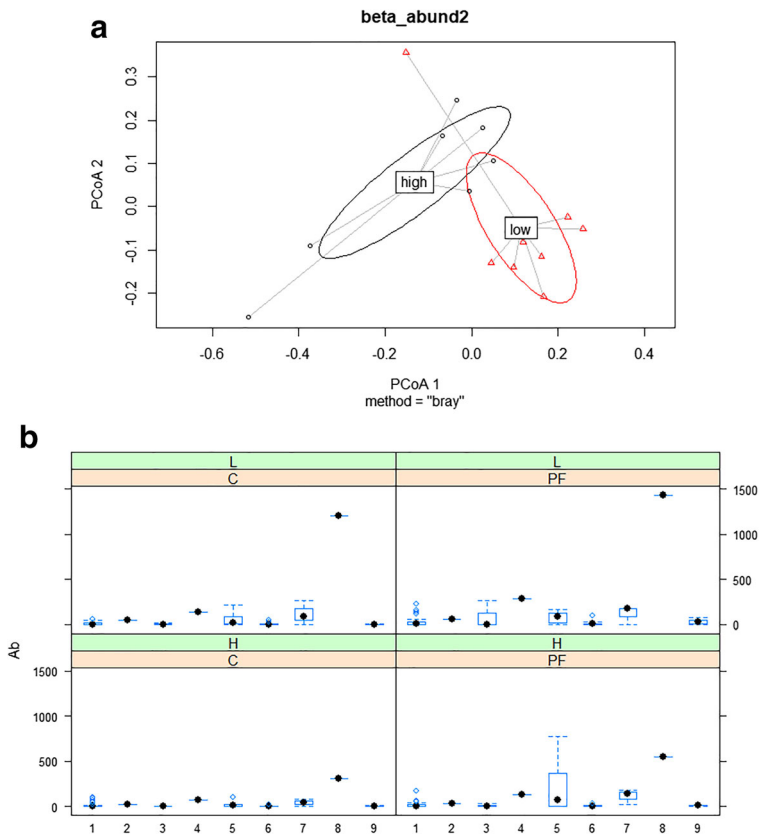 a
beta_abund2
PCoA 2
0.3
0.2
0.1
0.0
-0.1
-0.2
high
low
-0.6 -0.4 -0.2 0.0 0.2 0.4
PCoA 1
method = "bray"
b
L L
C PF
1500
500
0
H H
C PF
Ab
1500
500
0
1 2 3 4 5 6 7 8 9 1 2 3 4 5 6 7 8 9